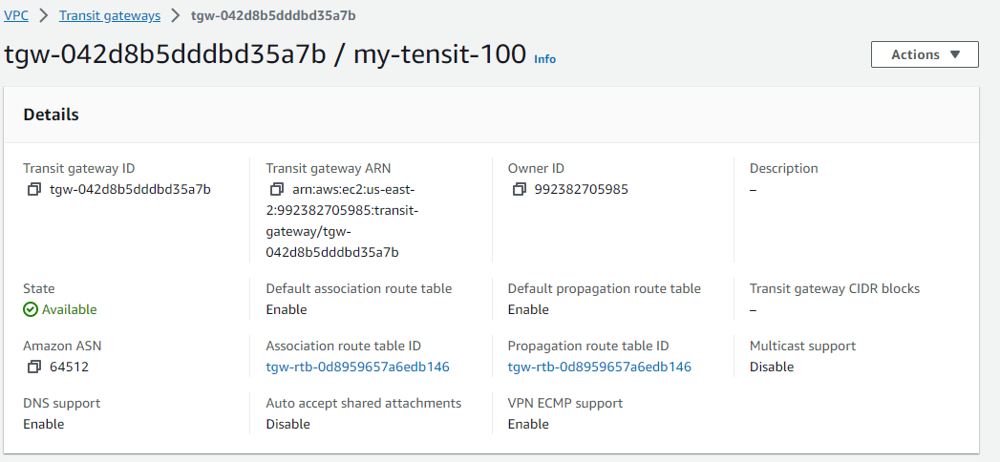 VPC > Transit gateways > tgw-042d8b5dddbd35a7b
tgw-042d8b5dddbd35a7b / my-tensit-100 Info
Actions
Details
Transit gateway ID
tgw-042d8b5dddbd35a7b
Transit gateway ARN
arn:aws:ec2:us-east-
2:992382705985:transit-
gateway/tgw-
042d8b5dddbd35a7b
Owner ID
992382705985
Description
–
State
Available
Default association route table
Enable
Default propagation route table
Enable
Transit gateway CIDR blocks
–
Amazon ASN
64512
Association route table ID
tgw-rtb-0d8959657a6edb146
Propagation route table ID
tgw-rtb-0d8959657a6edb146
Multicast support
Disable
DNS support
Enable
Auto accept shared attachments
Disable
VPN ECMP support
Enable